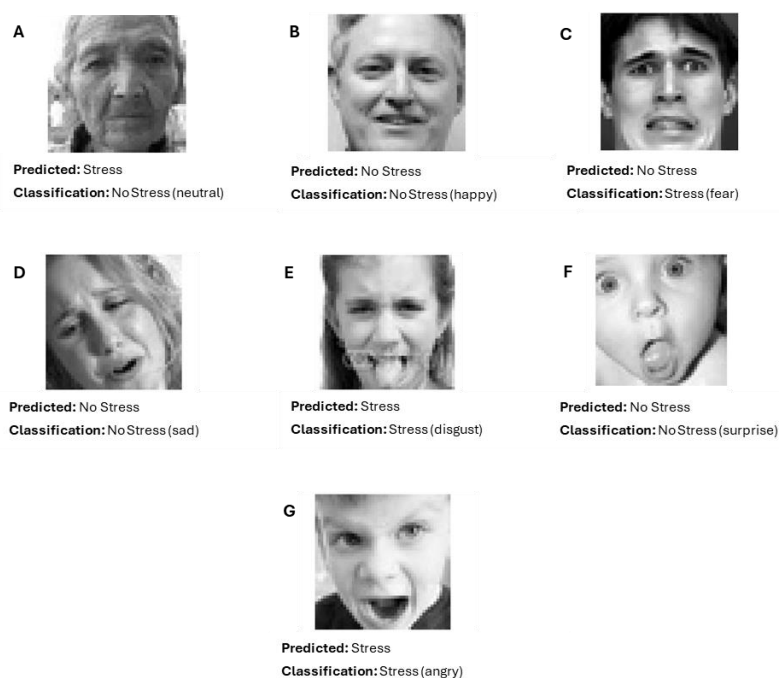 A
Predicted: Stress
Classification: No Stress (neutral)
B
Predicted: No Stress
Classification: No Stress (happy)
C
Predicted: No Stress
Classification: Stress (fear)
D
Predicted: No Stress
Classification: No Stress (sad)
E
Predicted: Stress
Classification: Stress (disgust)
F
Predicted: No Stress
Classification: No Stress (surprise)
G
Predicted: Stress
Classification: Stress (angry)